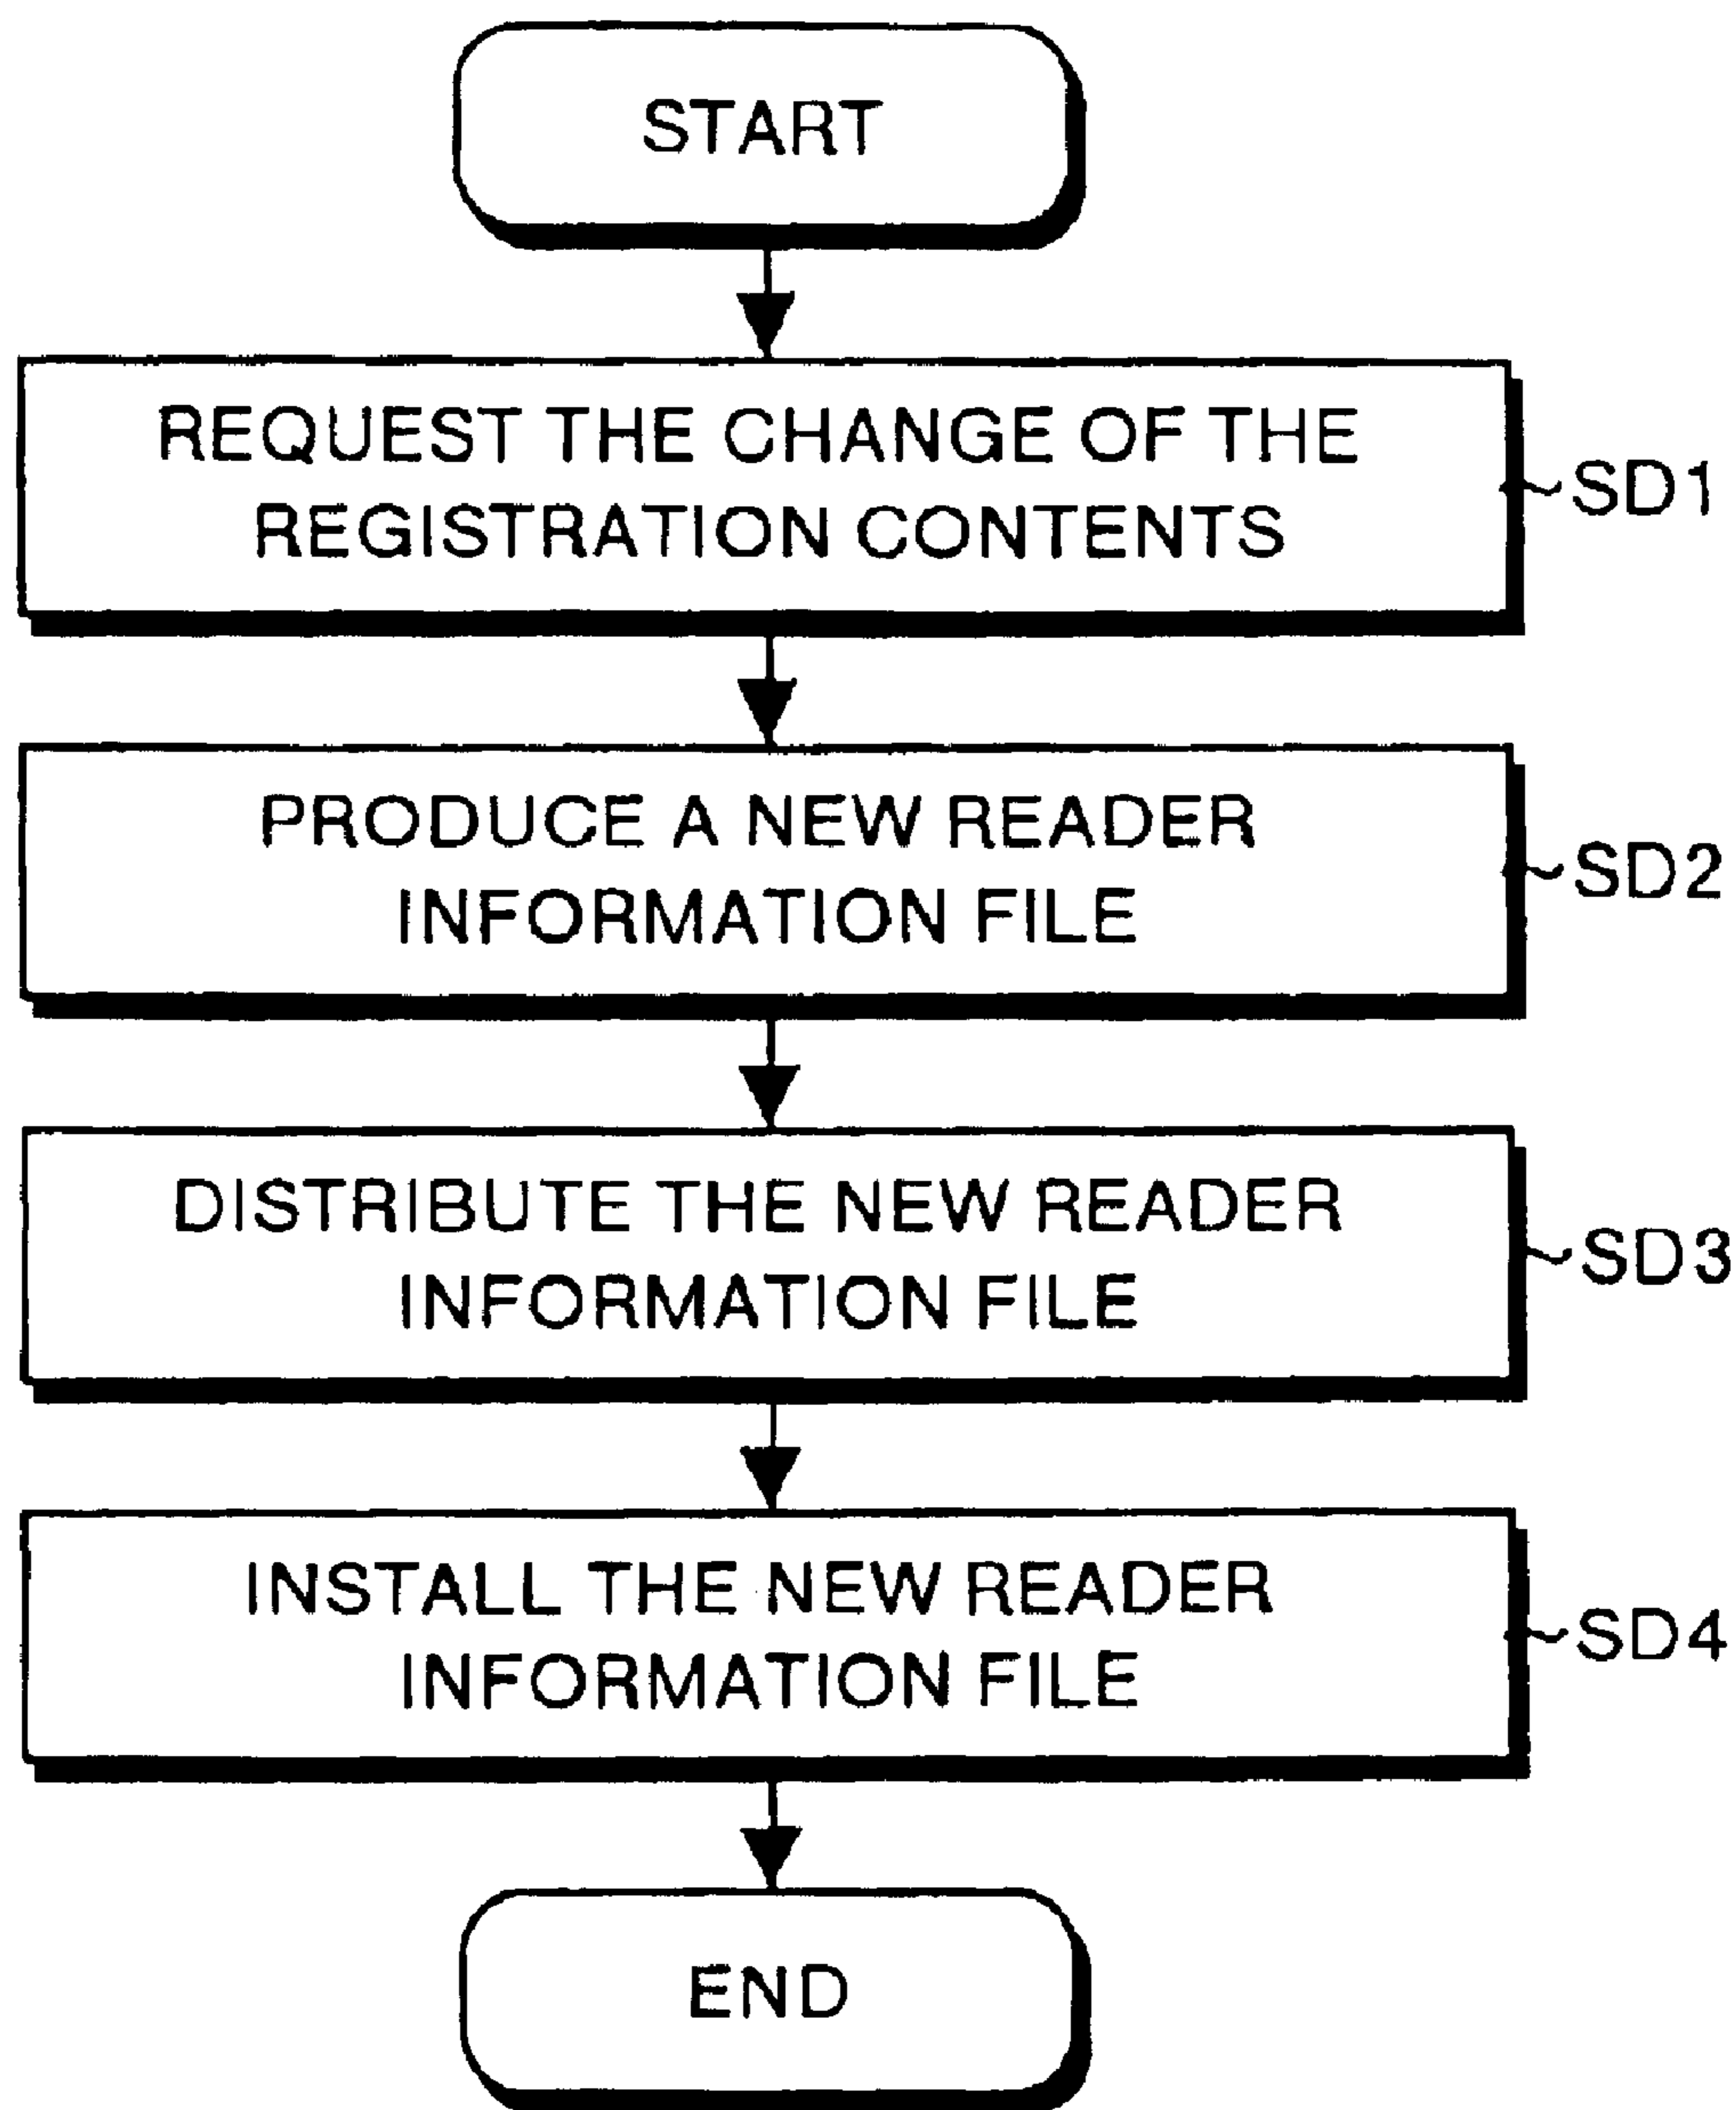 START
REQUEST THE CHANGE OF THE
REGISTRATION CONTENTS
SD1
PRODUCE A NEW READER
INFORMATION FILE
SD2
DISTRIBUTE THE NEW READER
INFORMATION FILE
SD3
INSTALL THE NEW READER
INFORMATION FILE
SD4
END